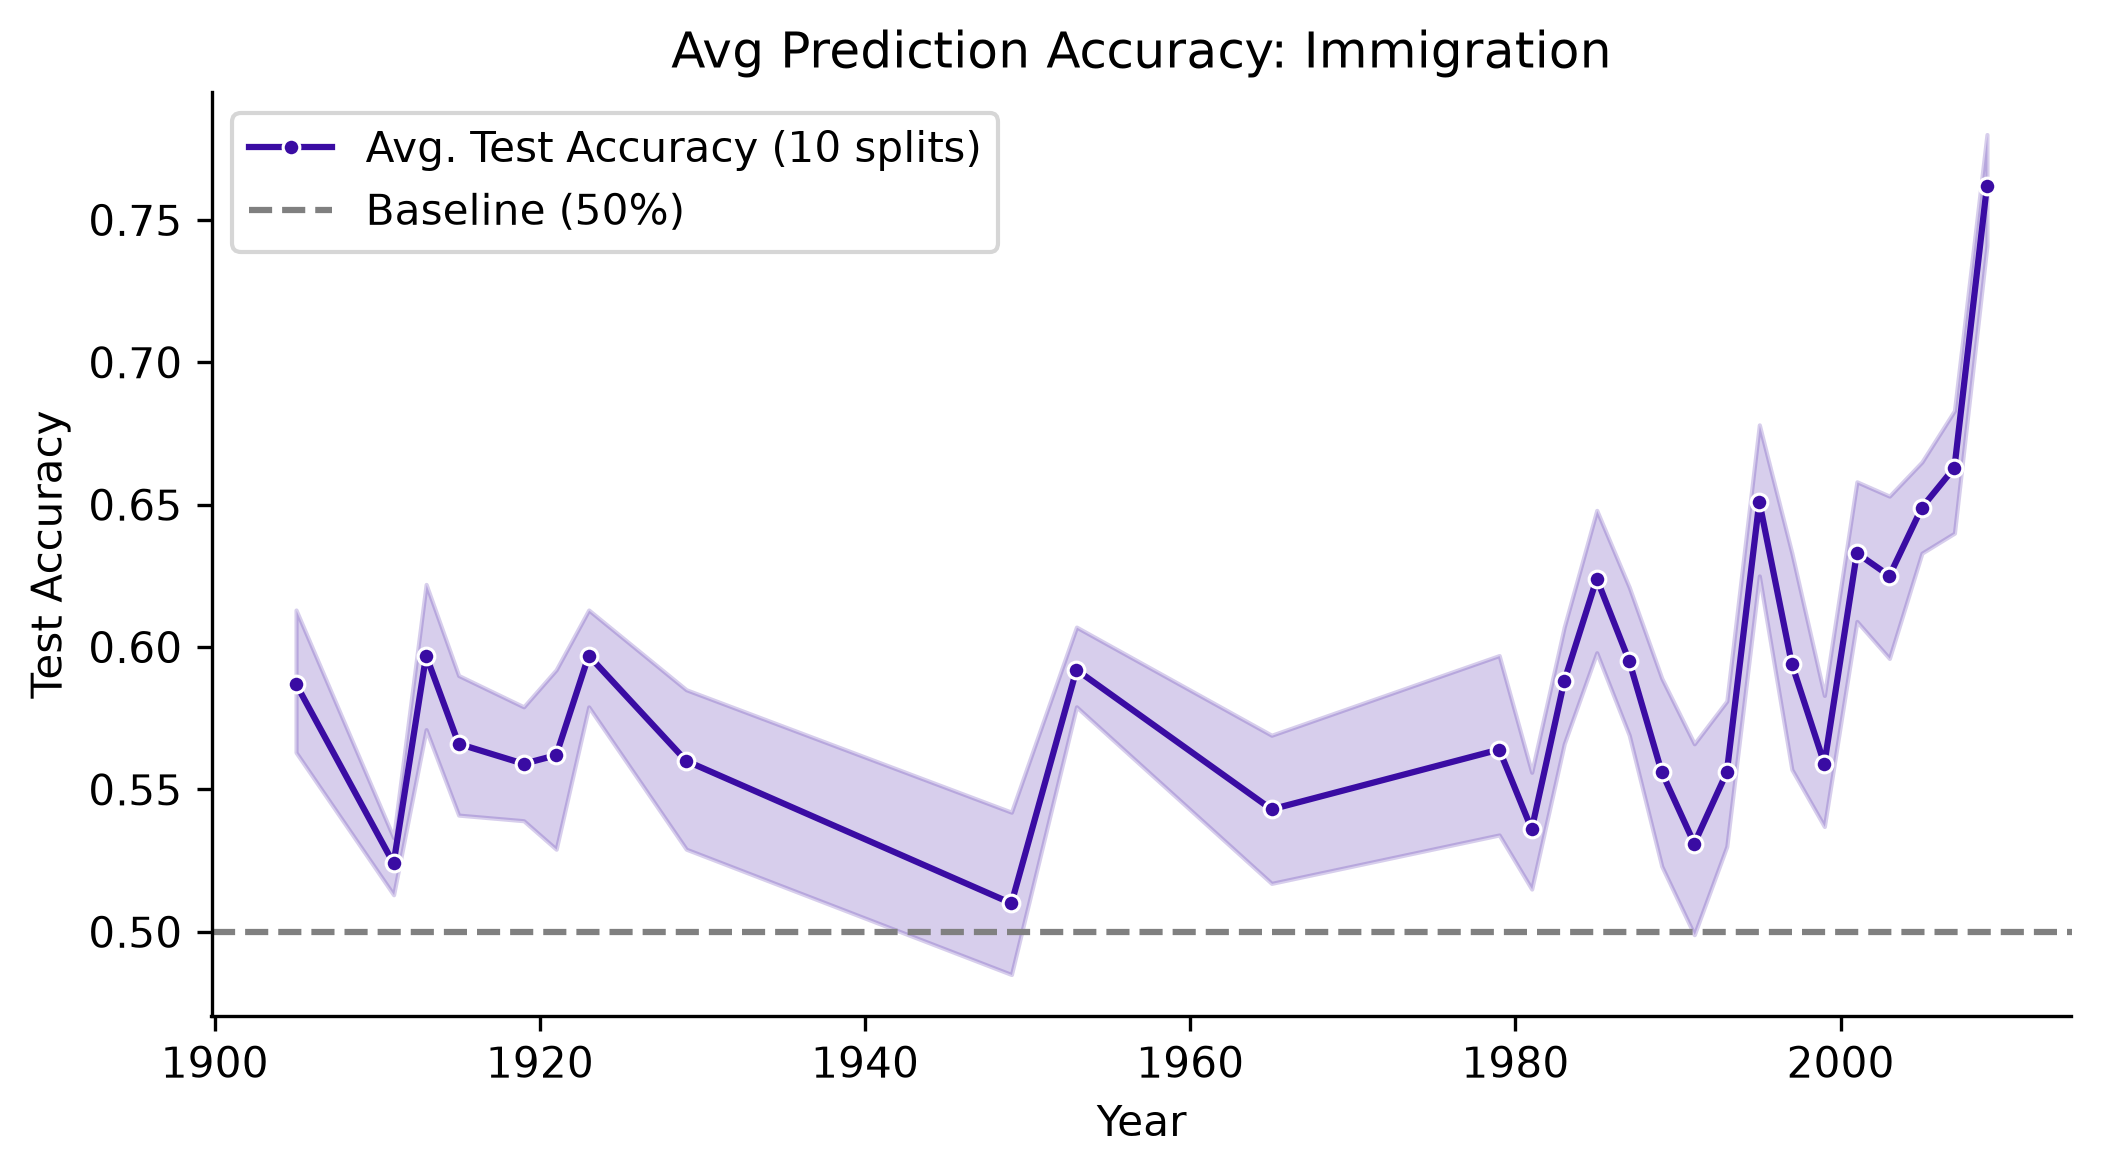 Avg Prediction Accuracy: Immigration
Avg. Test Accuracy (10 splits)
Baseline (50%)
Test Accuracy
0.75
0.70
0.65
0.60
0.55
0.50
1900 1920 1940 1960 1980 2000
Year